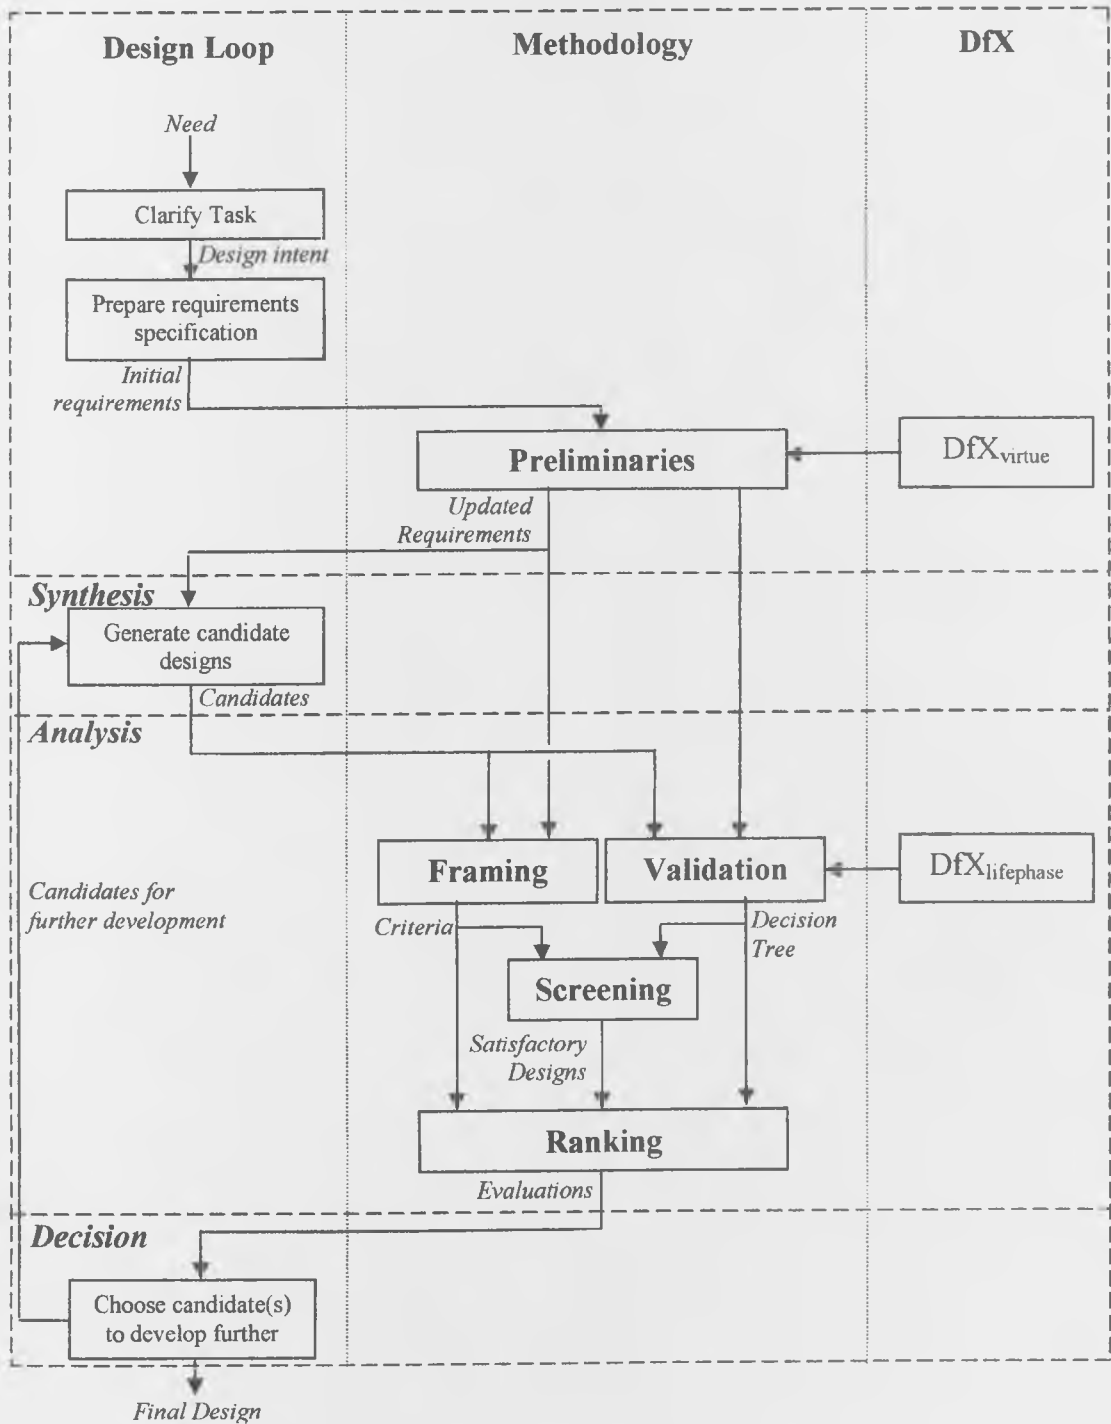 Design Loop
Methodology
DfX
Need
Clarify Task
Design intent
Prepare requirements
specification
Initial
requirements
Preliminaries
DfXvirtue
Updated
Requirements
Synthesis
Generate candidate
designs
Candidates
Analysis
Framing
Validation
DfXlifephase
Candidates for
further development
Criteria
Decision
Tree
Screening
Satisfactory
Designs
Ranking
Evaluations
Decision
Choose candidate(s)
to develop further
Final Design